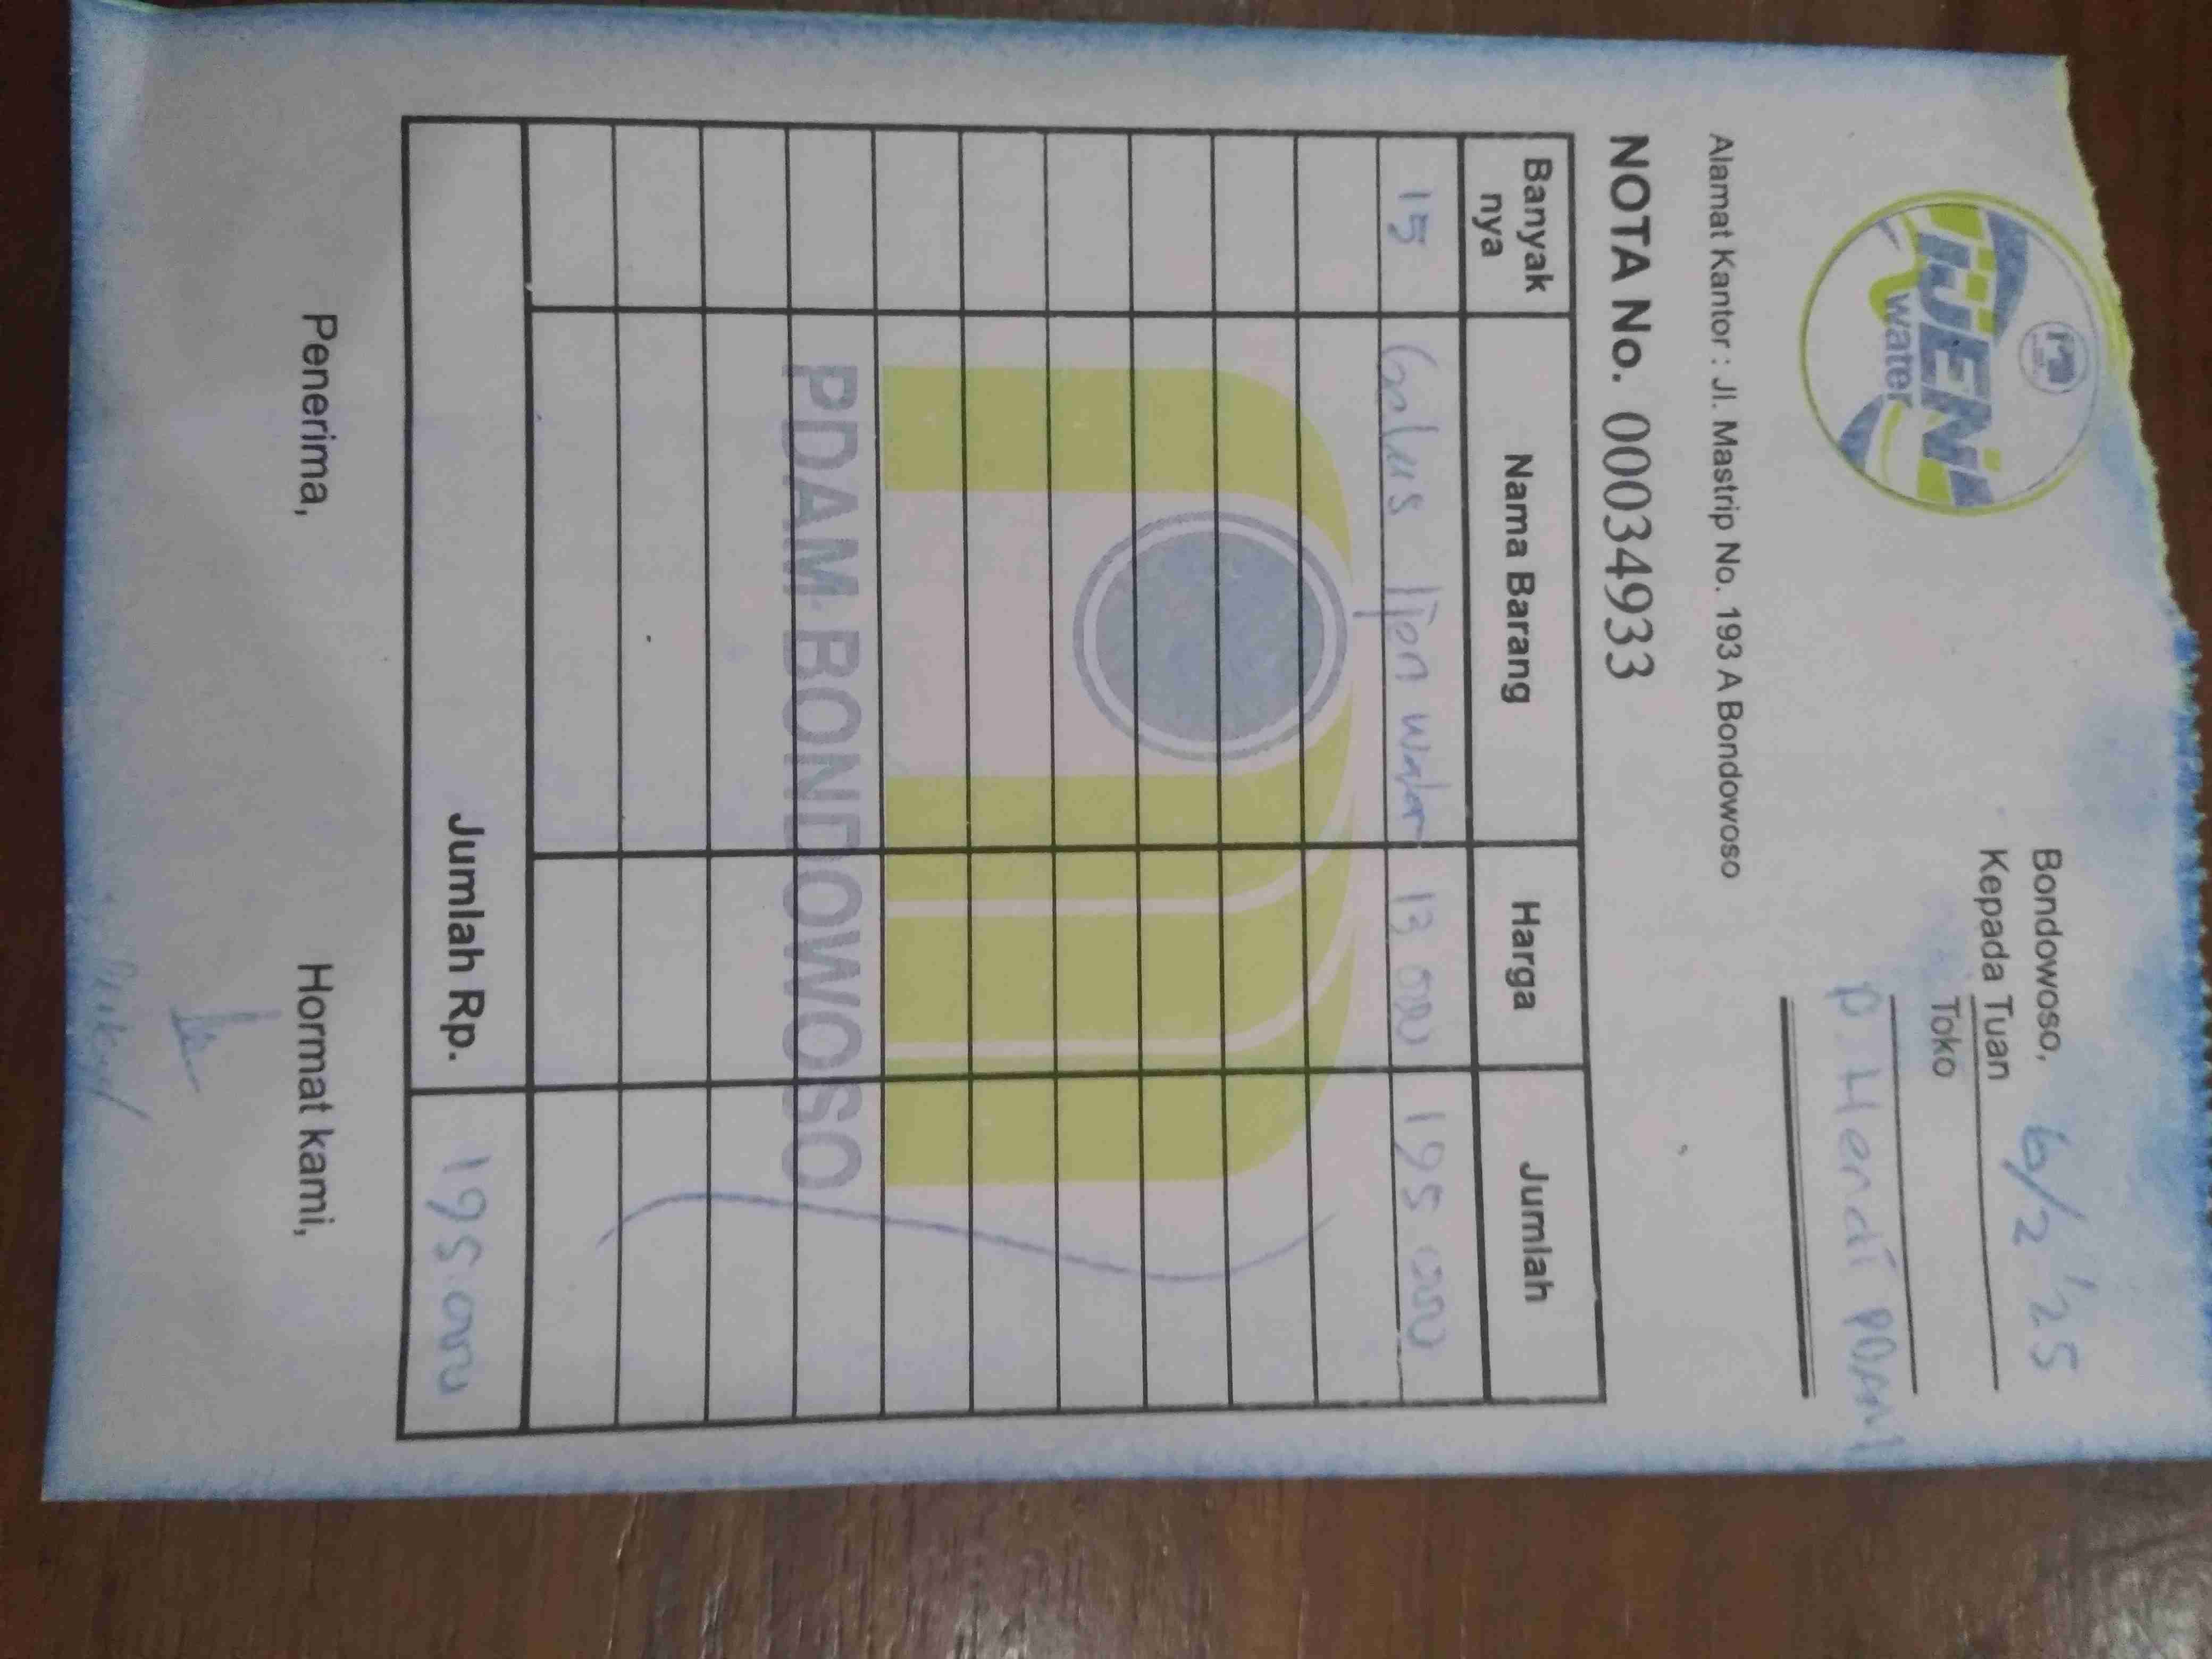 IJEN
water
Bondowoso, 6/2 '25
Kepada Tuan
Toko
P. Hendi PDAM
Alamat Kantor : Jl. Mastrip No. 193 A Bondowoso
NOTA No. 00034933
Banyak nya Nama Barang Harga Jumlah
15 Galus Ijen water 13 000 195.000
PDAM BONDOWOSO
Jumlah Rp. 195.000
Penerima, Hormat kami,